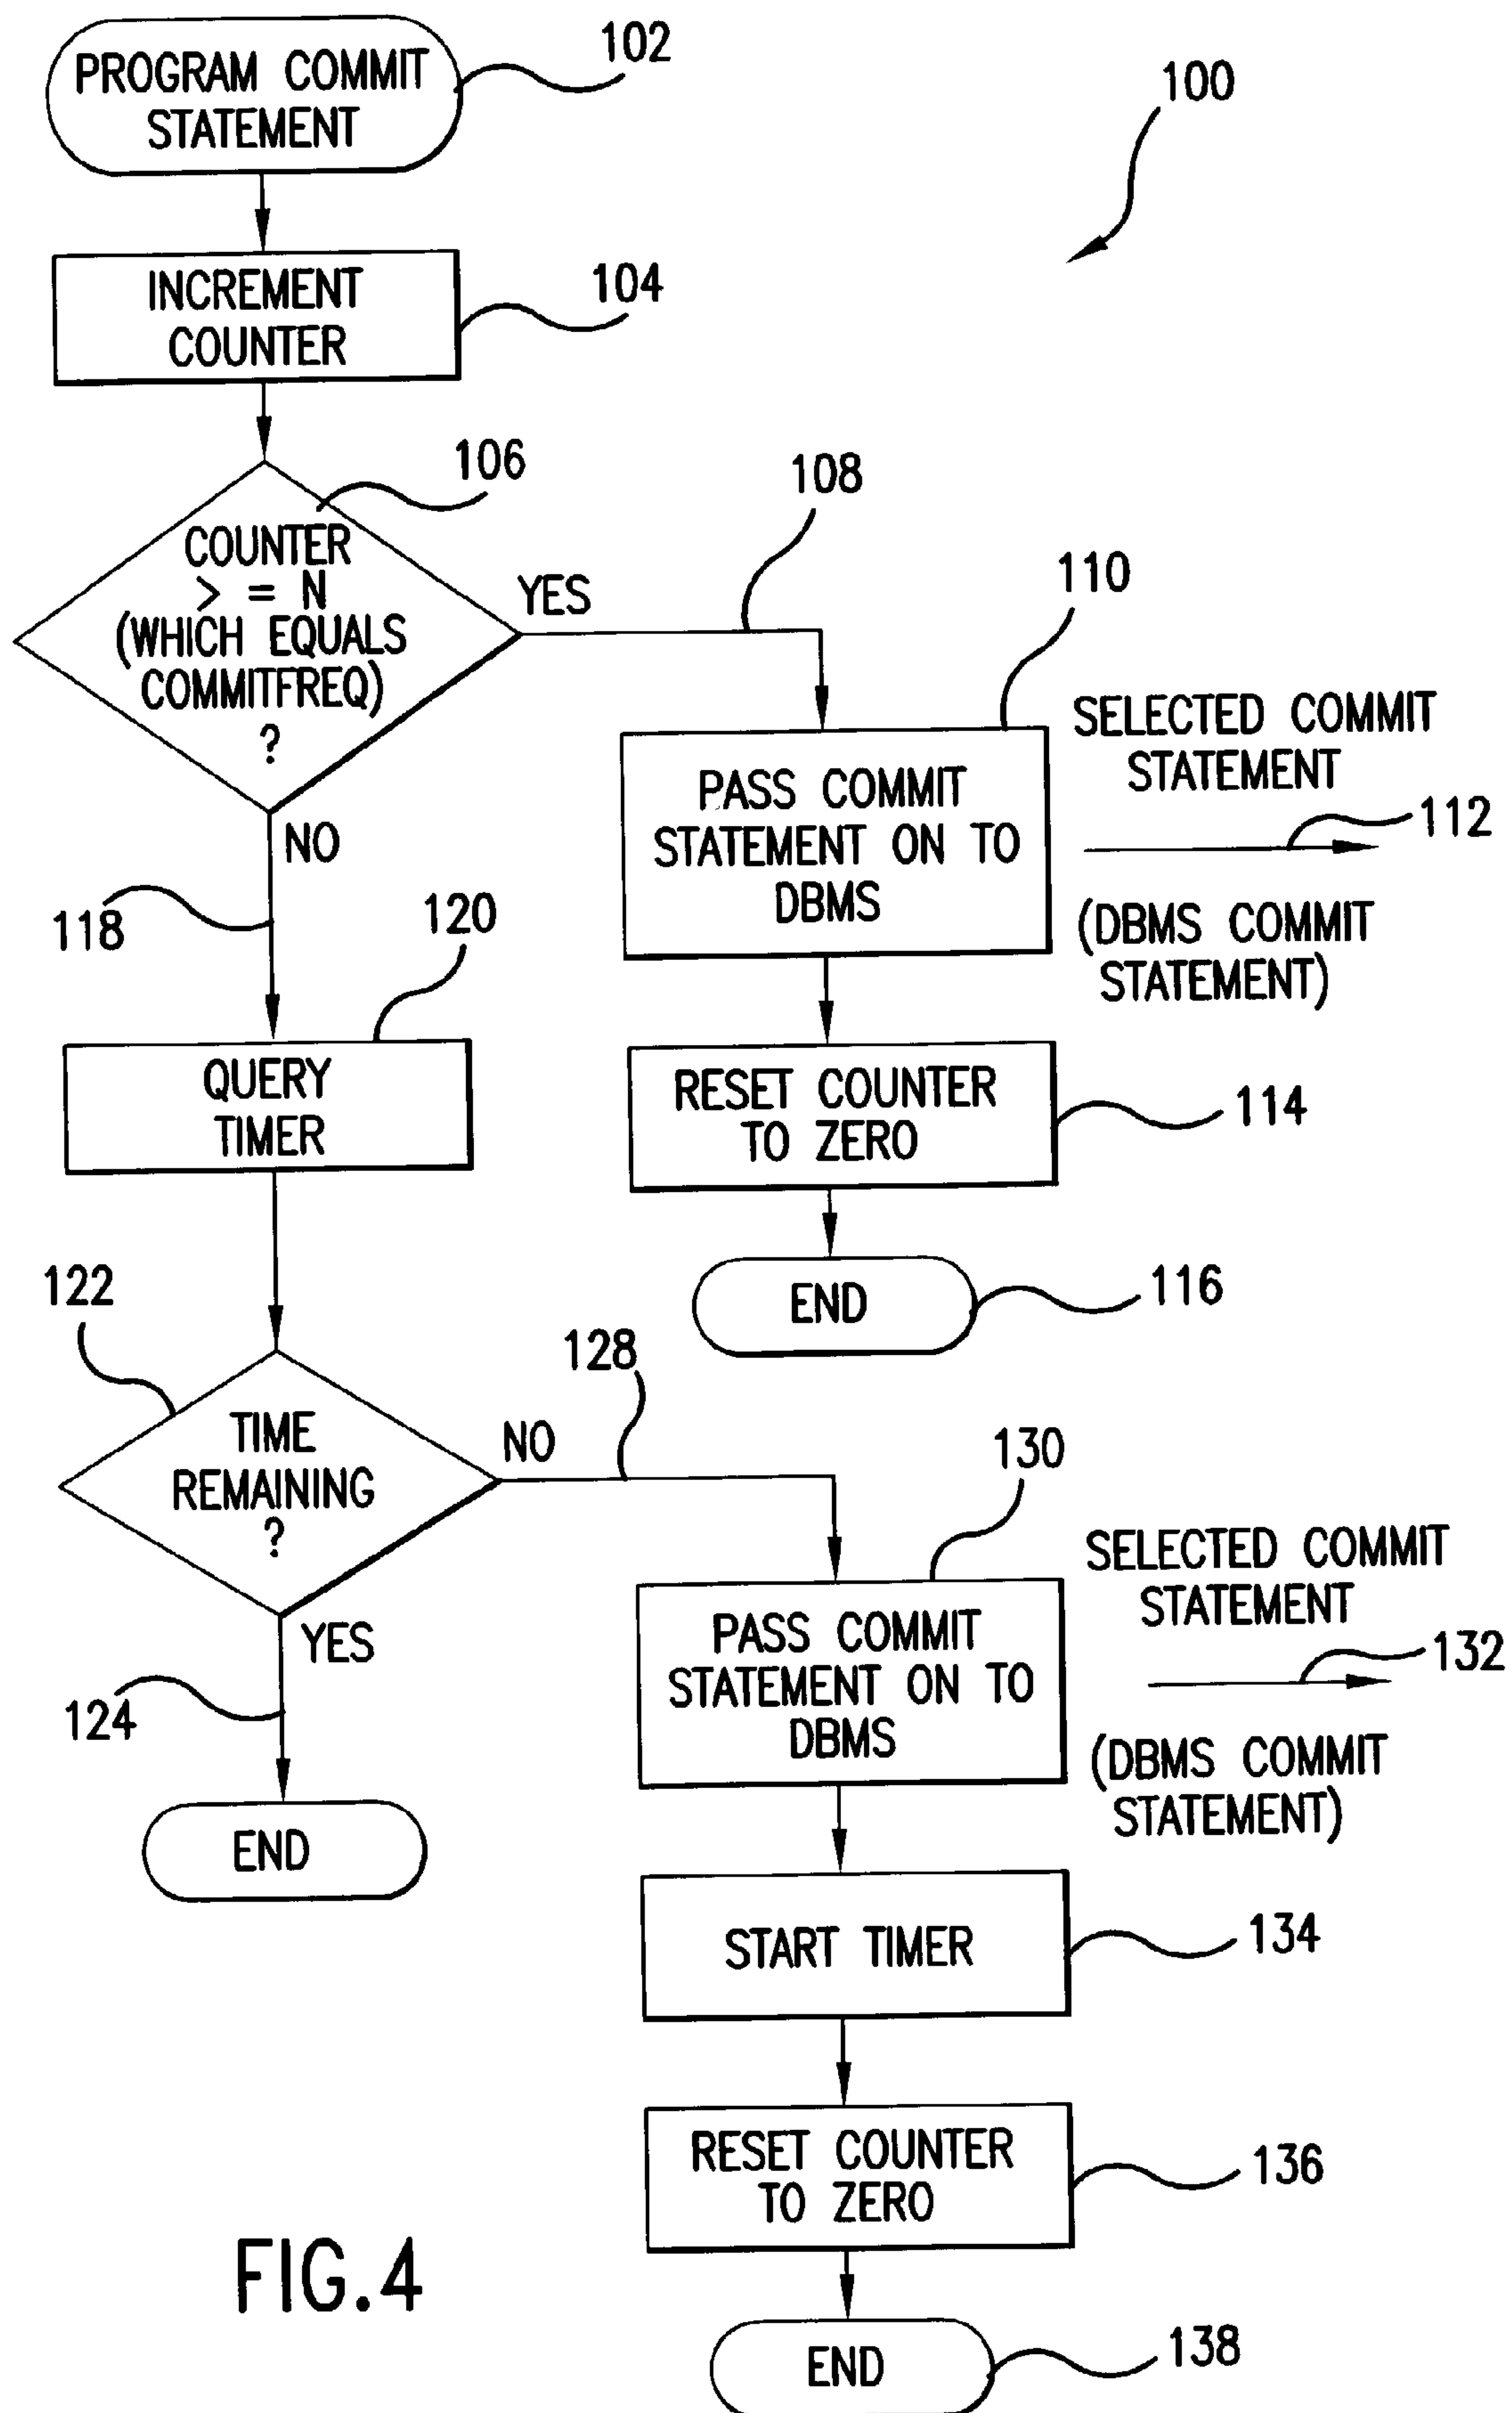 PROGRAM COMMIT
STATEMENT
102
100
INCREMENT
COUNTER
104
106
COUNTER
> = N
(WHICH EQUALS
COMMITFREQ)
?
YES
108
110
PASS COMMIT
STATEMENT ON TO
DBMS
SELECTED COMMIT
STATEMENT
112
(DBMS COMMIT
STATEMENT)
NO
118
120
QUERY
TIMER
RESET COUNTER
TO ZERO
114
END
116
122
TIME
REMAINING
?
NO
128
130
PASS COMMIT
STATEMENT ON TO
DBMS
SELECTED COMMIT
STATEMENT
132
(DBMS COMMIT
STATEMENT)
YES
124
END
START TIMER
134
RESET COUNTER
TO ZERO
136
END
138
FIG.4